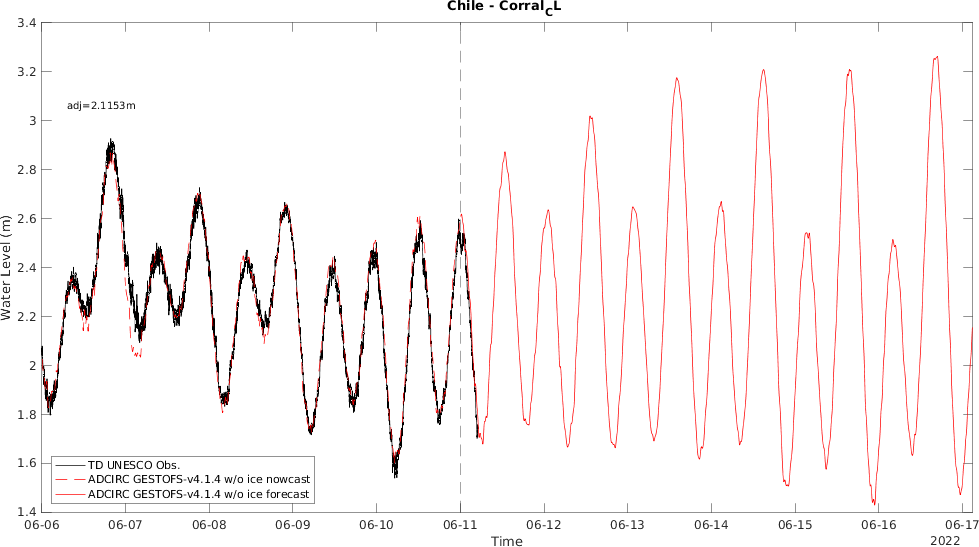 Chile - Corral_CL
3.4
3.2
3
2.8
2.6
2.4
2.2
2
1.8
1.6
1.4
Water Level (m)
adj=2.1153m
TD UNESCO Obs.
ADCIRC GESTOFS-v4.1.4 w/o ice nowcast
ADCIRC GESTOFS-v4.1.4 w/o ice forecast
06-06 06-07 06-08 06-09 06-10 06-11 06-12 06-13 06-14 06-15 06-16 06-17
Time
2022